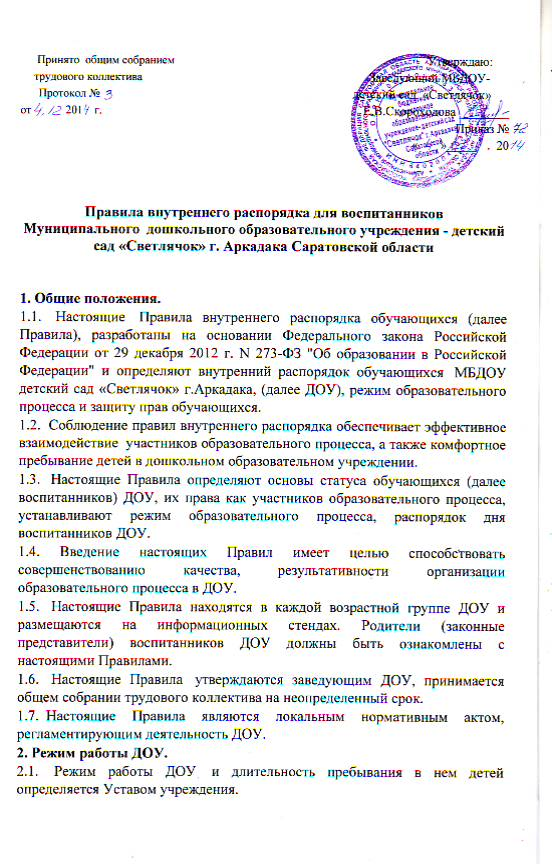 Принято общим собранием
трудового коллектива
Протокол № 3
от 4.12 2014 г.
Утверждаю:
Заведующий МБДОУ-
детский сад «Светлячок»
Е.В.Скороходова
Приказ № 72
2014
Правила внутреннего распорядка для воспитанников
Муниципального дошкольного образовательного учреждения - детский
сад «Светлячок» г. Аркадака Саратовской области
1. Общие положения.
1.1. Настоящие Правила внутреннего распорядка обучающихся (далее
Правила), разработаны на основании Федерального закона Российской
Федерации от 29 декабря 2012 г. N 273-ФЗ "Об образовании в Российской
Федерации" и определяют внутренний распорядок обучающихся МБДОУ
детский сад «Светлячок» г.Аркадака, (далее ДОУ), режим образовательного
процесса и защиту прав обучающихся.
1.2. Соблюдение правил внутреннего распорядка обеспечивает эффективное
взаимодействие участников образовательного процесса, а также комфортное
пребывание детей в дошкольном образовательном учреждении.
1.3. Настоящие Правила определяют основы статуса обучающихся (далее
воспитанников) ДОУ, их права как участников образовательного процесса,
устанавливают режим образовательного процесса, распорядок дня
воспитанников ДОУ.
1.4. Введение настоящих Правил имеет целью способствовать
совершенствованию качества, результативности организации
образовательного процесса в ДОУ.
1.5. Настоящие Правила находятся в каждой возрастной группе ДОУ и
размещаются на информационных стендах. Родители (законные
представители) воспитанников ДОУ должны быть ознакомлены с
настоящими Правилами.
1.6. Настоящие Правила утверждаются заведующим ДОУ, принимается
общем собрании трудового коллектива на неопределенный срок.
1.7. Настоящие Правила являются локальным нормативным актом,
регламентирующим деятельность ДОУ.
2. Режим работы ДОУ.
2.1. Режим работы ДОУ и длительность пребывания в нем детей
определяется Уставом учреждения.